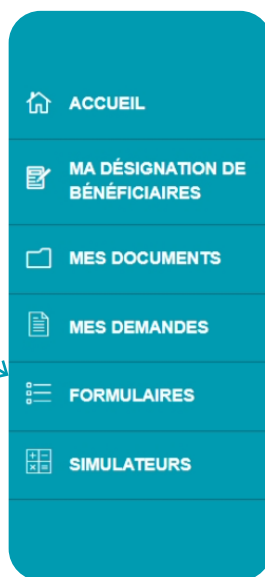 ACCUEIL
MA DÉSIGNATION DE
BÉNÉFICIAIRES
MES DOCUMENTS
MES DEMANDES
FORMULAIRES
SIMULATEURS